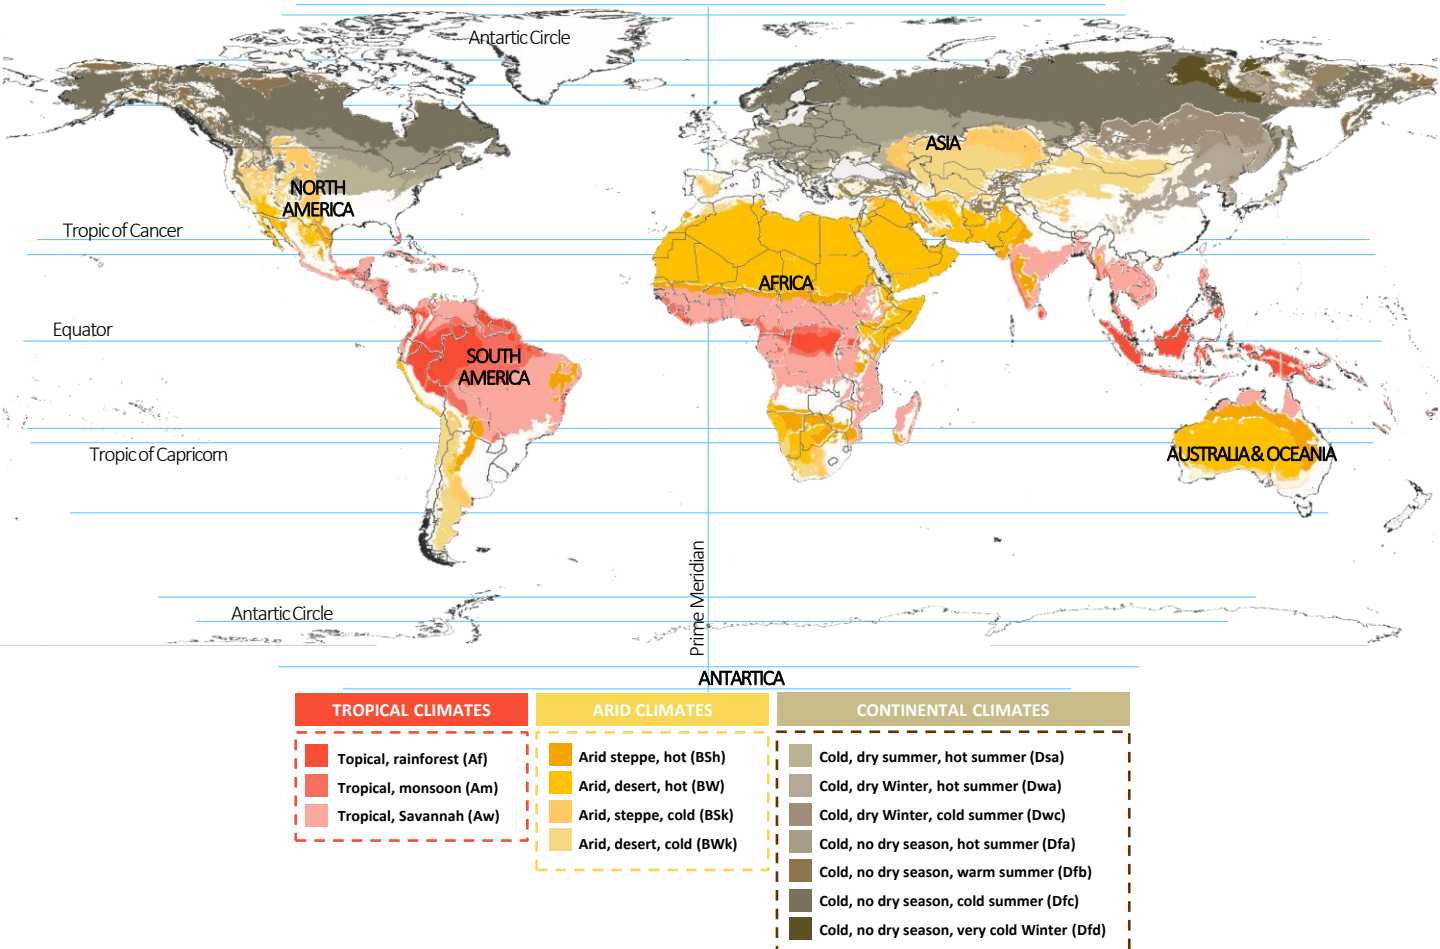 Antartic Circle
ASIA
NORTH
AMERICA
Tropic of Cancer
AFRICA
Equator
SOUTH
AMERICA
Tropic of Capricorn
AUSTRALIA & OCEANIA
Prime Meridian
Antartic Circle
ANTARTICA
TROPICAL CLIMATES
Topical, rainforest (Af)
Tropical, monsoon (Am)
Tropical, Savannah (Aw)
ARID CLIMATES
Arid steppe, hot (BSh)
Arid, desert, hot (BW)
Arid, steppe, cold (BSk)
Arid, desert, cold (BWk)
CONTINENTAL CLIMATES
Cold, dry summer, hot summer (Dsa)
Cold, dry Winter, hot summer (Dwa)
Cold, dry Winter, cold summer (Dwc)
Cold, no dry season, hot summer (Dfa)
Cold, no dry season, warm summer (Dfb)
Cold, no dry season, cold summer (Dfc)
Cold, no dry season, very cold Winter (Dfd)